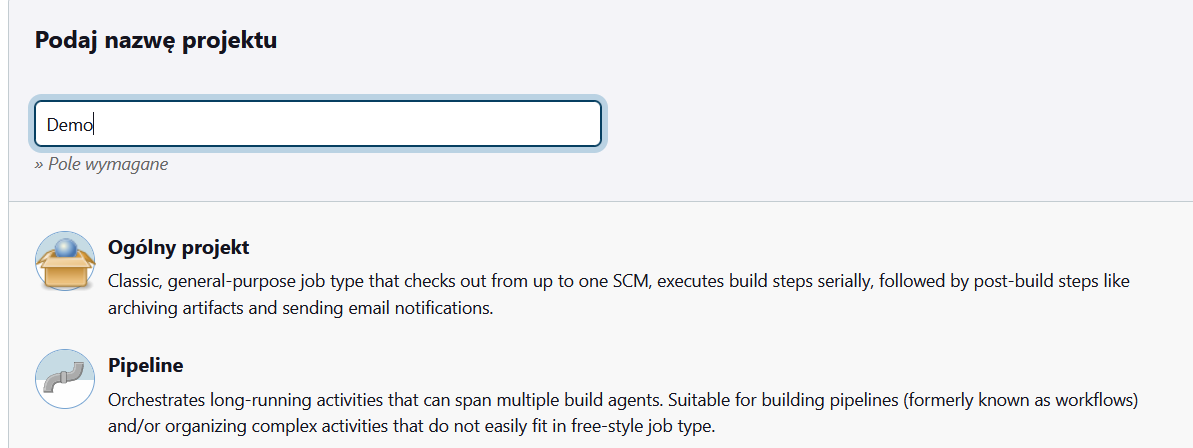 Podaj nazwę projektu
Demo
» Pole wymagane
Ogólny projekt
Classic, general-purpose job type that checks out from up to one SCM, executes build steps serially, followed by post-build steps like
archiving artifacts and sending email notifications.
Pipeline
Orchestrates long-running activities that can span multiple build agents. Suitable for building pipelines (formerly known as workflows)
and/or organizing complex activities that do not easily fit in free-style job type.